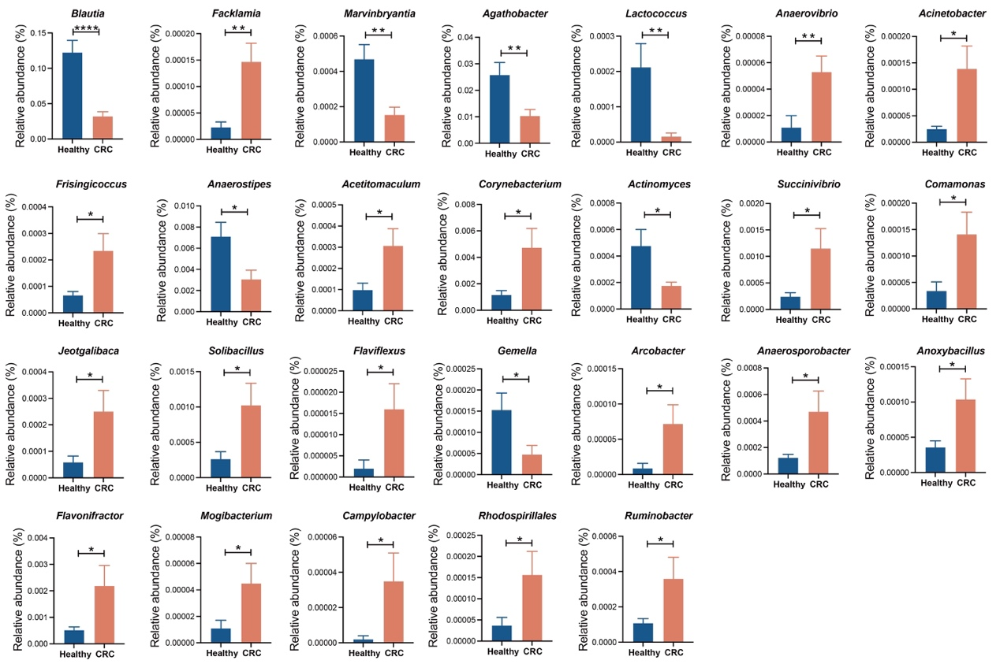 Blautia
Relative abundance (%)
0.15
0.10
0.05
0.00
****
Healthy CRC
Facklamia
Relative abundance (%)
0.00020
0.00015
0.00010
0.00005
0.00000
**
Healthy CRC
Marvinbryantia
Relative abundance (%)
0.0006
0.0004
0.0002
0.0000
**
Healthy CRC
Agathobacter
Relative abundance (%)
0.04
0.03
0.02
0.01
0.00
**
Healthy CRC
Lactococcus
Relative abundance (%)
0.0003
0.0002
0.0001
0.0000
**
Healthy CRC
Anaerovibrio
Relative abundance (%)
0.00008
0.00006
0.00004
0.00002
0.00000
**
Healthy CRC
Acinetobacter
Relative abundance (%)
0.00020
0.00015
0.00010
0.00005
0.00000
*
Healthy CRC
Frisingicoccus
Relative abundance (%)
0.0004
0.0003
0.0002
0.0001
0.0000
*
Healthy CRC
Anaerostipes
Relative abundance (%)
0.010
0.008
0.006
0.004
0.002
0.000
*
Healthy CRC
Acetitomaculum
Relative abundance (%)
0.0005
0.0004
0.0003
0.0002
0.0001
0.0000
*
Healthy CRC
Corynebacterium
Relative abundance (%)
0.008
0.006
0.004
0.002
0.000
*
Healthy CRC
Actinomyces
Relative abundance (%)
0.0008
0.0006
0.0004
0.0002
0.0000
*
Healthy CRC
Succinivibrio
Relative abundance (%)
0.0020
0.0015
0.0010
0.0005
0.0000
*
Healthy CRC
Comamonas
Relative abundance (%)
0.00020
0.00015
0.00010
0.00005
0.00000
*
Healthy CRC
Jeotgalibaca
Relative abundance (%)
0.0004
0.0003
0.0002
0.0001
0.0000
*
Healthy CRC
Solibacillus
Relative abundance (%)
0.0015
0.0010
0.0005
0.0000
*
Healthy CRC
Flaviflexus
Relative abundance (%)
0.000025
0.000020
0.000015
0.000010
0.000005
0.000000
*
Healthy CRC
Gemella
Relative abundance (%)
0.00025
0.00020
0.00015
0.00010
0.00005
0.00000
*
Healthy CRC
Arcobacter
Relative abundance (%)
0.00015
0.00010
0.00005
0.00000
*
Healthy CRC
Anaerosporobacter
Relative abundance (%)
0.0008
0.0006
0.0004
0.0002
0.0000
*
Healthy CRC
Anoxybacillus
Relative abundance (%)
0.00015
0.00010
0.00005
0.00000
*
Healthy CRC
Flavonifractor
Relative abundance (%)
0.004
0.003
0.002
0.001
0.000
*
Healthy CRC
Mogibacterium
Relative abundance (%)
0.00008
0.00006
0.00004
0.00002
0.00000
*
Healthy CRC
Campylobacter
Relative abundance (%)
0.00006
0.00004
0.00002
0.00000
*
Healthy CRC
Rhodospirillales
Relative abundance (%)
0.00025
0.00020
0.00015
0.00010
0.00005
0.00000
*
Healthy CRC
Ruminobacter
Relative abundance (%)
0.0006
0.0004
0.0002
0.0000
*
Healthy CRC